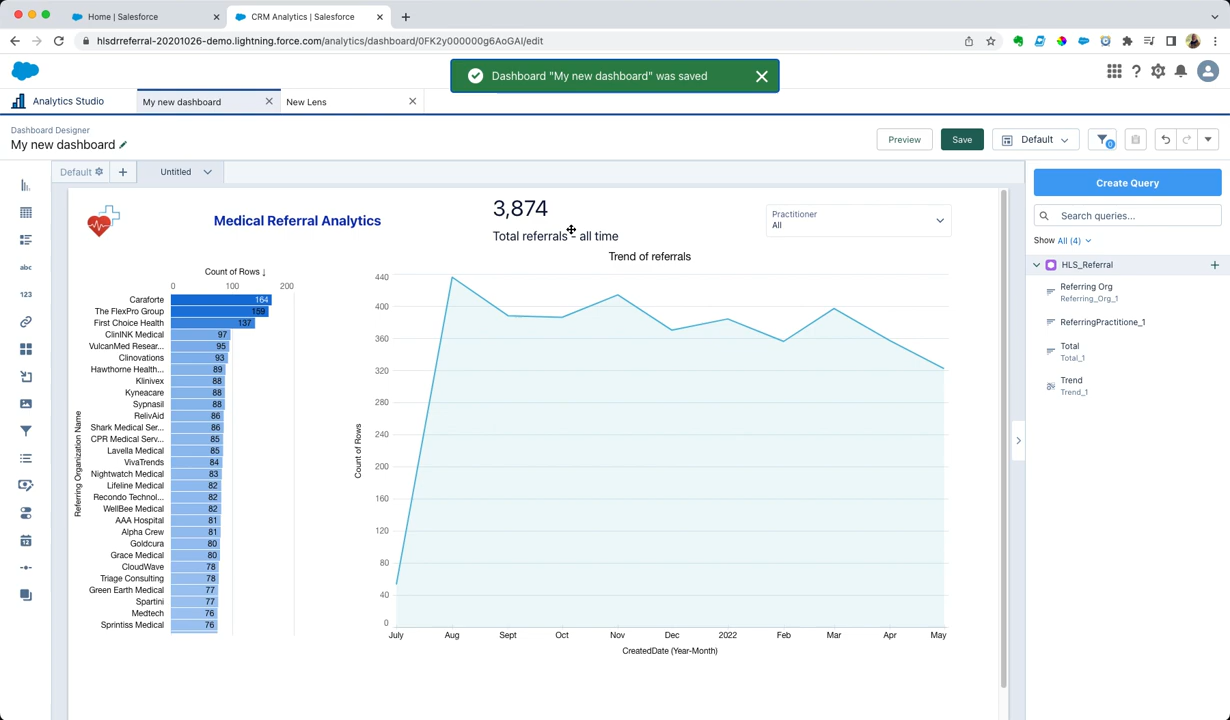 Home | Salesforce
CRM Analytics | Salesforce
hlsdrreferral-20201026-demo.lightning.force.com/analytics/dashboard/0FK2y000000g6AoGAI/edit
Dashboard "My new dashboard" was saved
Analytics Studio
My new dashboard
New Lens
Dashboard Designer
My new dashboard
Preview
Save
Default
0
Default
Untitled
Create Query
Search queries...
Show All (4)
HLS_Referral
Referring Org
Referring_Org_1
ReferringPractitione_1
Total
Total_1
Trend
Trend_1
abc
123
12
Medical Referral Analytics
3,874
Total referrals - all time
Practitioner
All
Count of Rows ↓
0 100 200
Referring Organization Name
Caraforte 164
The FlexPro Group 159
First Choice Health 137
ClinINK Medical 97
VulcanMed Resear... 95
Clinovations 93
Hawthorne Health... 89
Klinivex 88
Kyneacare 88
Sypnasil 88
RelivAid 86
Shark Medical Ser... 86
CPR Medical Serv... 85
Lavella Medical 85
VivaTrends 84
Nightwatch Medical 83
Lifeline Medical 82
Recondo Technol... 82
WellBee Medical 82
AAA Hospital 81
Alpha Crew 81
Goldcura 80
Grace Medical 80
CloudWave 78
Triage Consulting 78
Green Earth Medical 77
Spartini 77
Medtech 76
Sprintiss Medical 76
Trend of referrals
Count of Rows
440
400
360
320
280
240
200
160
120
80
40
0
July Aug Sept Oct Nov Dec 2022 Feb Mar Apr May
CreatedDate (Year-Month)